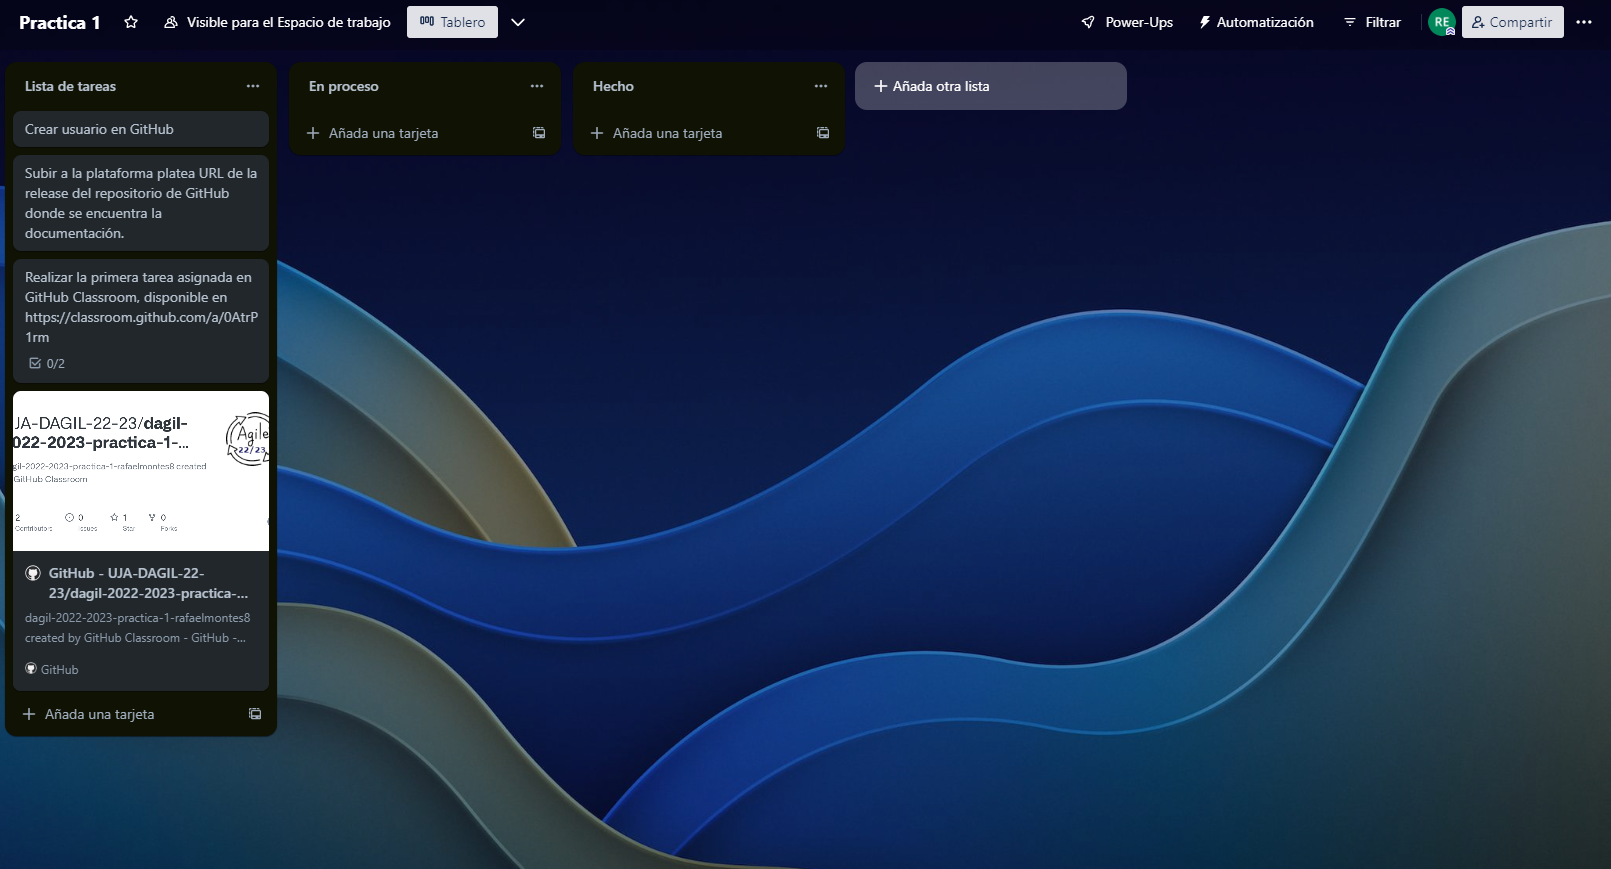 Practica 1
Visible para el Espacio de trabajo
Tablero
Power-Ups
Automatización
Filtrar
RE
Compartir
Lista de tareas
Crear usuario en GitHub
Subir a la plataforma platea URL de la
release del repositorio de GitHub
donde se encuentra la
documentación.
Realizar la primera tarea asignada en
GitHub Classroom, disponible en
https://classroom.github.com/a/0AtrP
1rm
0/2
JA-DAGIL-22-23/dagil-
022-2023-practica-1-...
gil-2022-2023-practica-1-rafaelmontes8 created
GitHub Classroom
Agile
22/23
2 0 1 0
Contributors Issues Star Forks
GitHub - UJA-DAGIL-22-
23/dagil-2022-2023-practica-...
dagil-2022-2023-practica-1-rafaelmontes8
created by GitHub Classroom - GitHub -...
GitHub
Añada una tarjeta
En proceso
Añada una tarjeta
Hecho
Añada una tarjeta
Añada otra lista